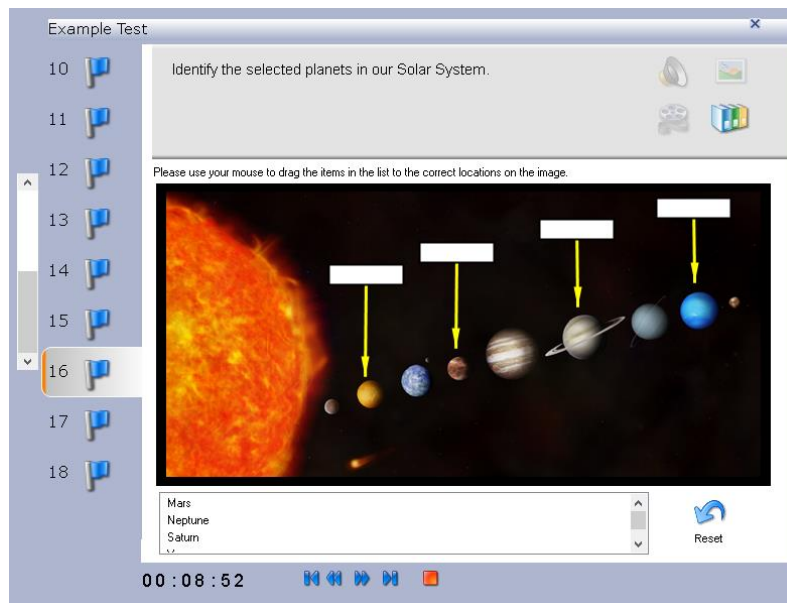 Example Test
10
Identify the selected planets in our Solar System.
11
12
Please use your mouse to drag the items in the list to the correct locations on the image.
13
14
15
16
17
18
Mars
Neptune
Saturn
Reset
00:08:52